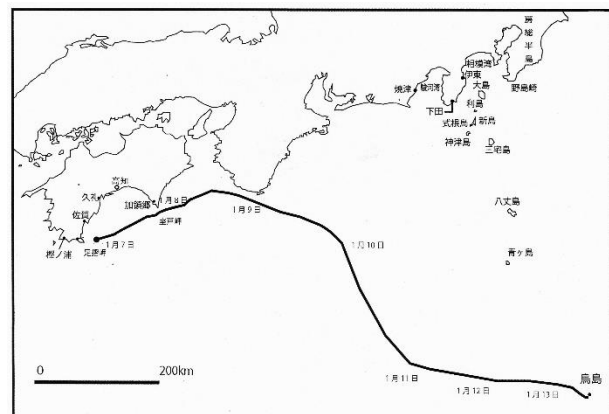 房総半島
相模湾
伊東
大島
野島崎
焼津
駿河湾
利島
下田
新島
式根島
神津島
三宅島
八丈島
青ヶ島
高知
久礼
加領郷
1月8日
佐賀
室戸岬
1月9日
樫ノ浦
足摺岬
1月7日
1月10日
0 200km
1月11日
1月12日
1月13日
鳥島